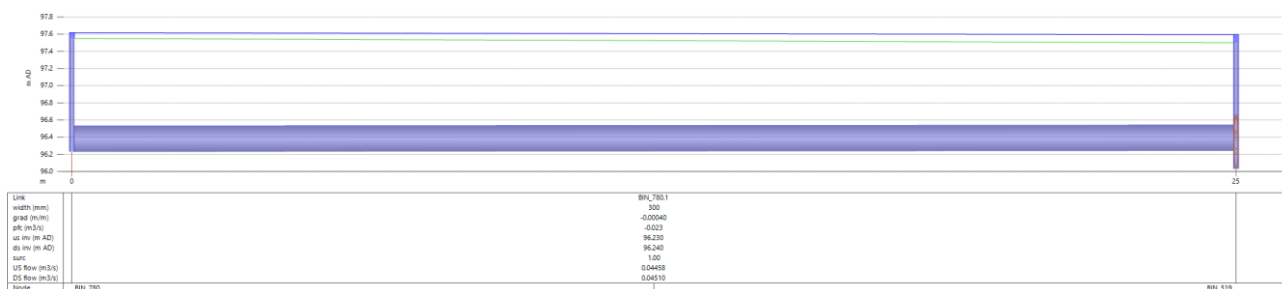 97.8
97.6
97.4
97.2
97.0
96.8
96.6
96.4
96.2
96.0
m AD
m 0 25
Link BIN_780.1
width (mm) 300
grad (m/m) -0.00040
pfc (m3/s) -0.023
us inv (m AD) 96.230
ds inv (m AD) 96.240
surc 1.00
US flow (m3/s) 0.04458
DS flow (m3/s) 0.04510
Node BIN_780 BIN_519